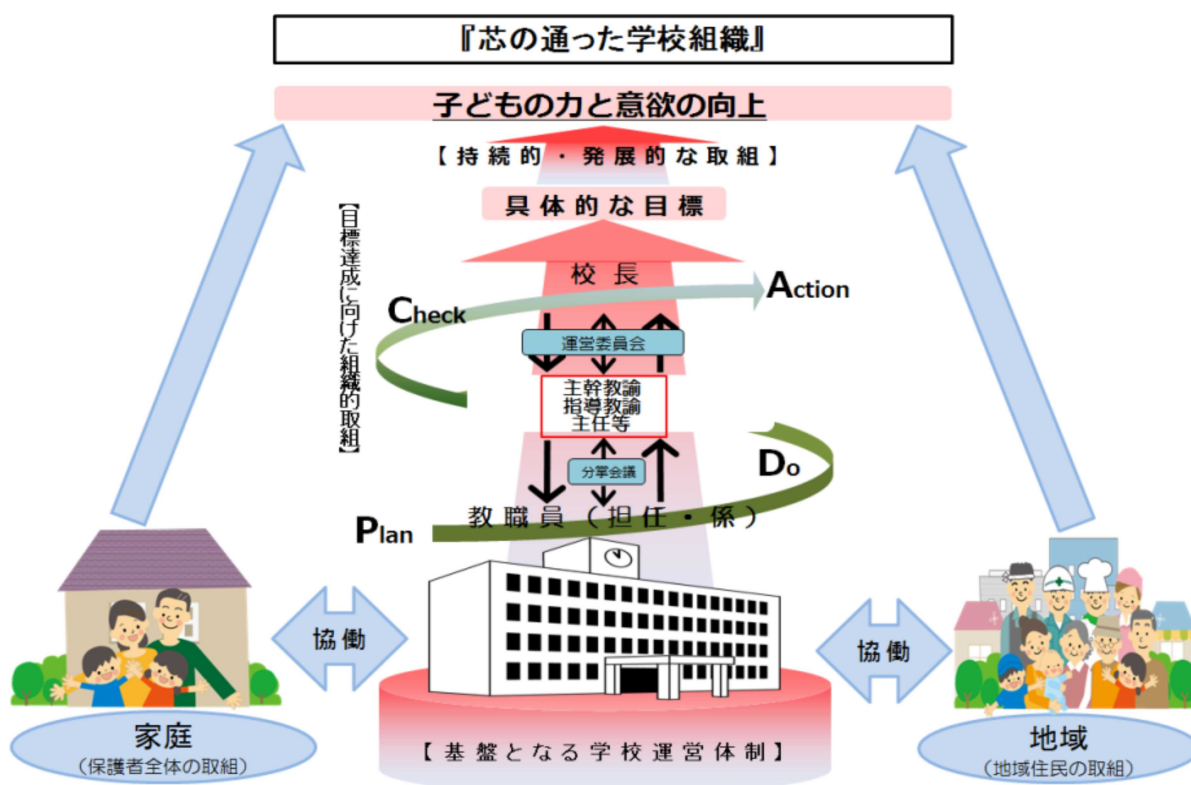 『芯の通った学校組織』
子どもの力と意欲の向上
【持続的・発展的な取組】
具体的な目標
【目標達成に向けた組織的取組】
校長
Check
Action
運営委員会
主幹教諭
指導教諭
主任等
分掌会議
Do
教職員(担任・係)
Plan
協働
協働
家庭
(保護者全体の取組)
【基盤となる学校運営体制】
地域
(地域住民の取組)